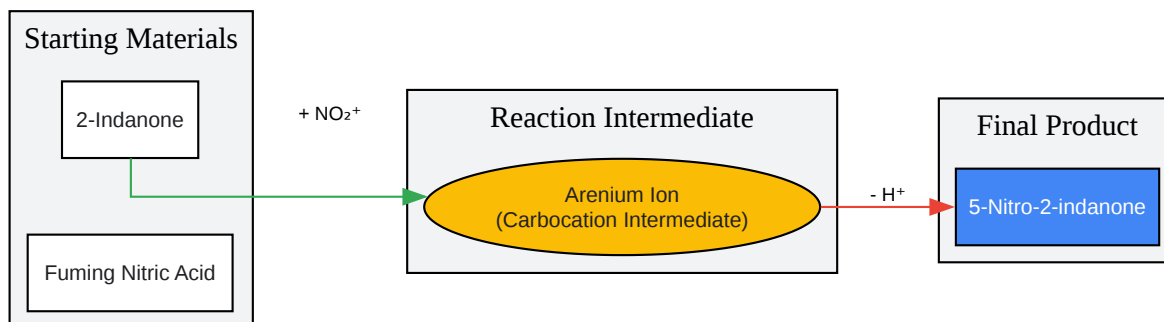 Starting Materials
2-Indanone
Fuming Nitric Acid
+ NO₂⁺
Reaction Intermediate
Arenium Ion
(Carbocation Intermediate)
- H⁺
Final Product
5-Nitro-2-indanone